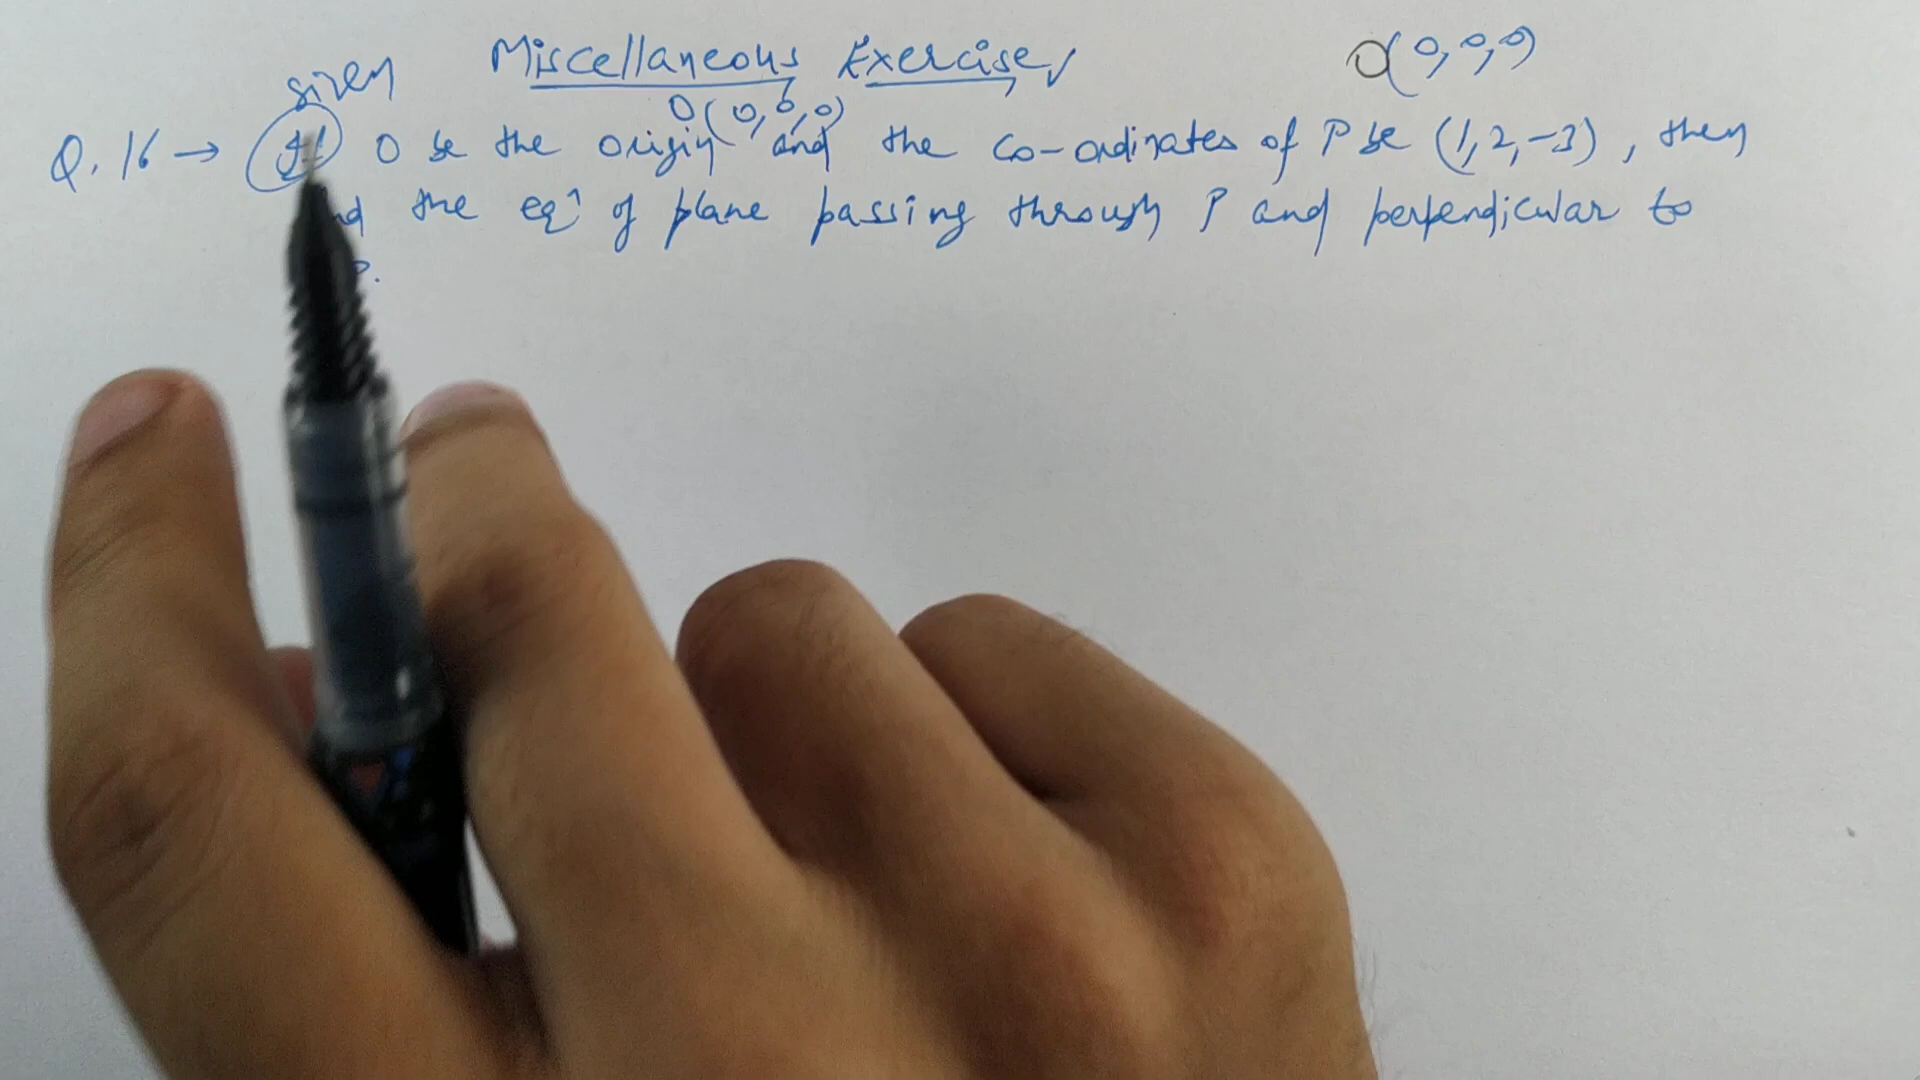 Miscellaneous Exercise
O(0,0,0)
given
O(0,0,0)
Q.16 → If O be the origin and the co-ordinates of P be (1,2,-3), then
the eqn of plane passing through P and perpendicular to
P.